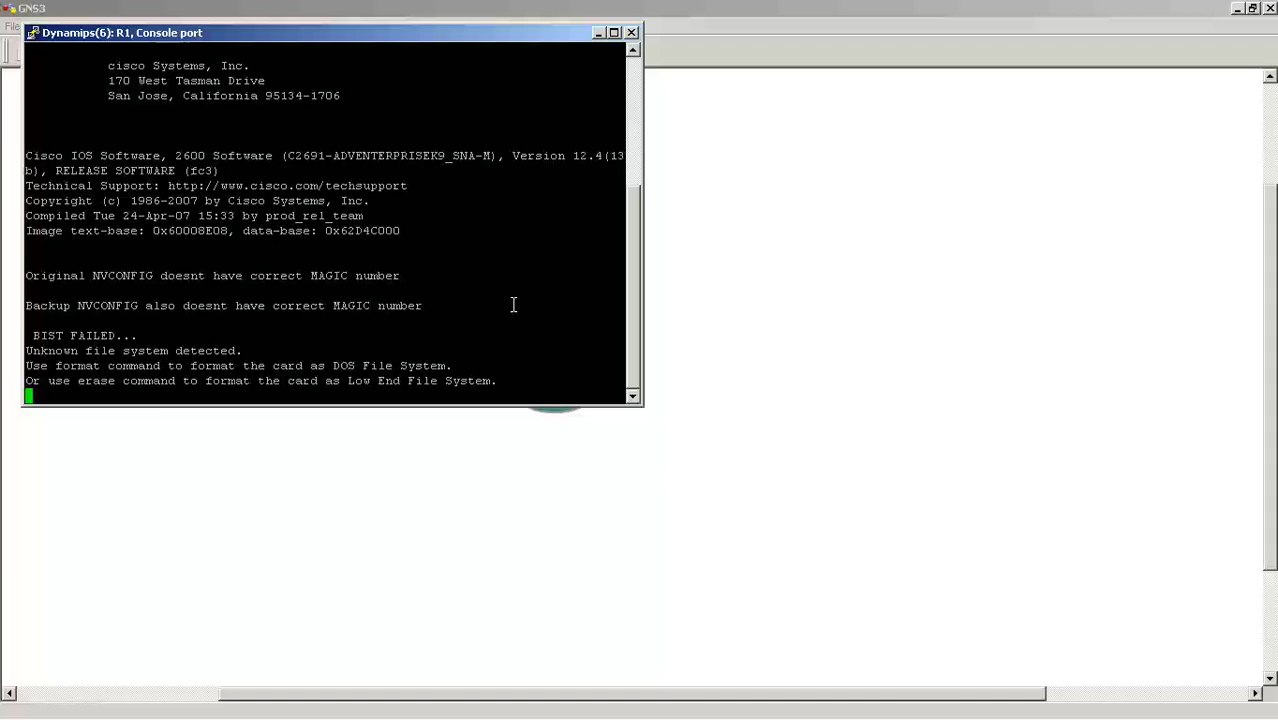 GNS3
File
Dynamips(6): R1, Console port
cisco Systems, Inc.
170 West Tasman Drive
San Jose, California 95134-1706
Cisco IOS Software, 2600 Software (C2691-ADVENTERPRISEK9_SNA-M), Version 12.4(13
b), RELEASE SOFTWARE (fc3)
Technical Support: http://www.cisco.com/techsupport
Copyright (c) 1986-2007 by Cisco Systems, Inc.
Compiled Tue 24-Apr-07 15:33 by prod_rel_team
Image text-base: 0x60008E08, data-base: 0x62D4C000
Original NVCONFIG doesnt have correct MAGIC number
Backup NVCONFIG also doesnt have correct MAGIC number
BIST FAILED...
Unknown file system detected.
Use format command to format the card as DOS File System.
Or use erase command to format the card as Low End File System.